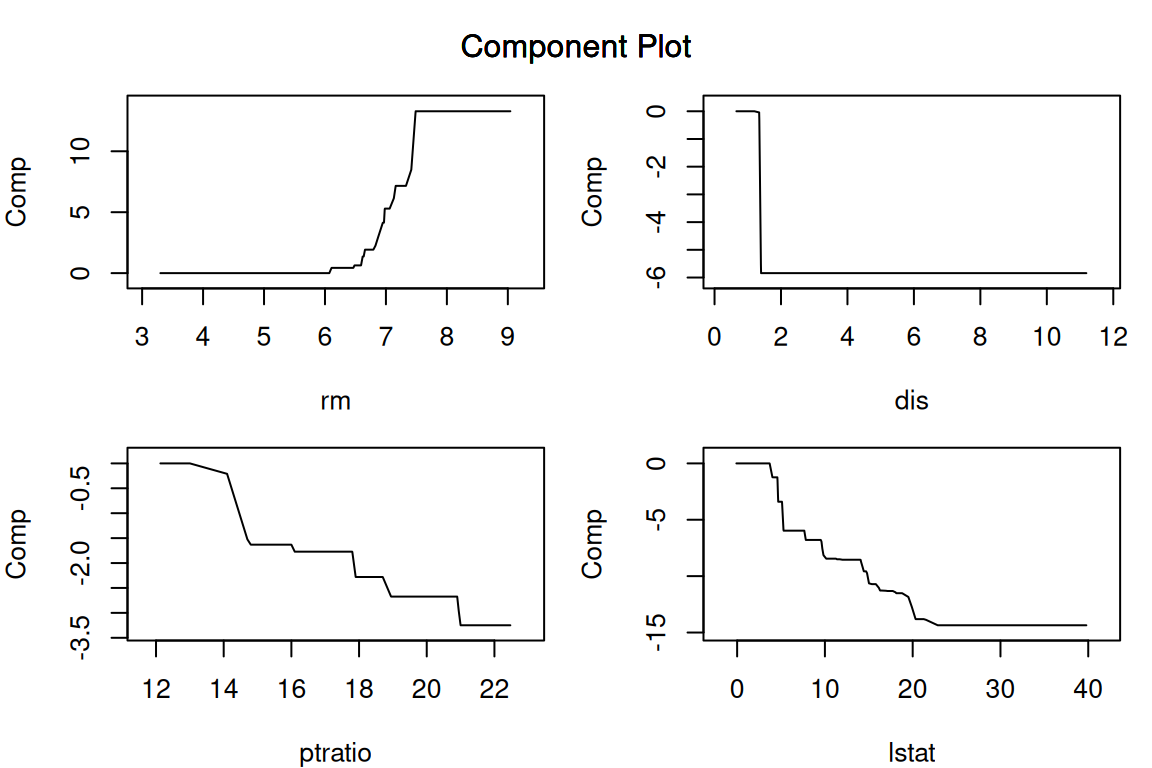 Component Plot
Comp
10
5
0
3 4 5 6 7 8 9
rm
Comp
0
-2
-4
-6
0 2 4 6 8 10 12
dis
Comp
-0.5
-2.0
-3.5
12 14 16 18 20 22
ptratio
Comp
0
-5
-15
0 10 20 30 40
lstat